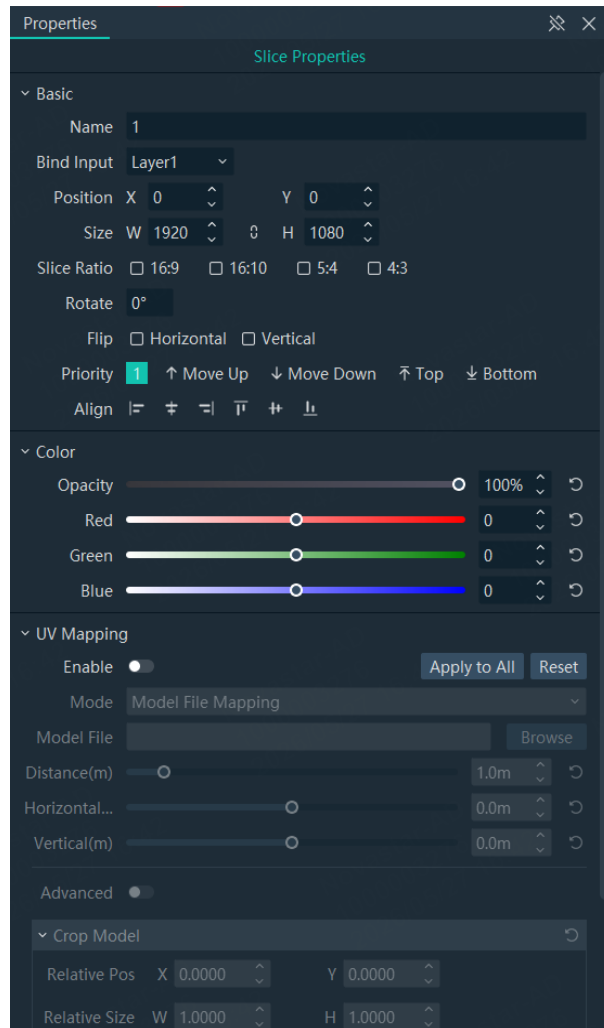 Properties
Slice Properties
Basic
Name 1
Bind Input Layer1
Position X 0 Y 0
Size W 1920 H 1080
Slice Ratio 16:9 16:10 5:4 4:3
Rotate 0°
Flip Horizontal Vertical
Priority 1 Move Up Move Down Top Bottom
Align
Color
Opacity 100%
Red 0
Green 0
Blue 0
UV Mapping
Enable Apply to All Reset
Mode Model File Mapping
Model File Browse
Distance(m) 1.0m
Horizontal... 0.0m
Vertical(m) 0.0m
Advanced
Crop Model
Relative Pos X 0.0000 Y 0.0000
Relative Size W 1.0000 H 1.0000